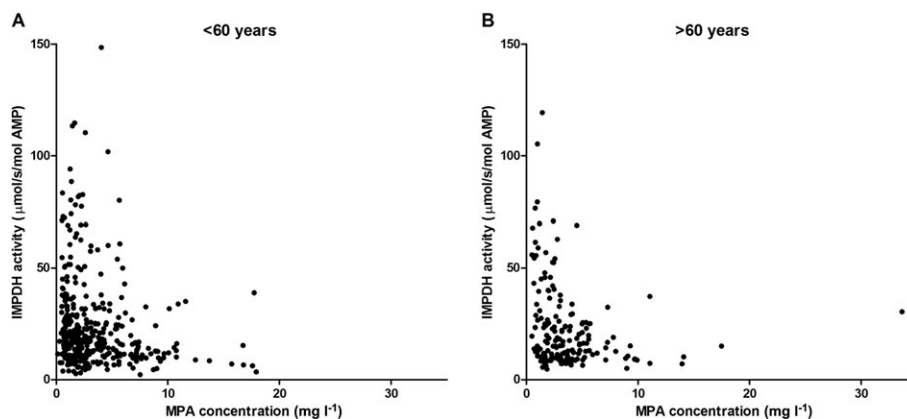 A
<60 years
150
100
50
0
IMPDH activity (μmol/s/mol AMP)
0
10
20
30
MPA concentration (mg l⁻¹)
B
>60 years
150
100
50
0
IMPDH activity (μmol/s/mol AMP)
0
10
20
30
MPA concentration (mg l⁻¹)